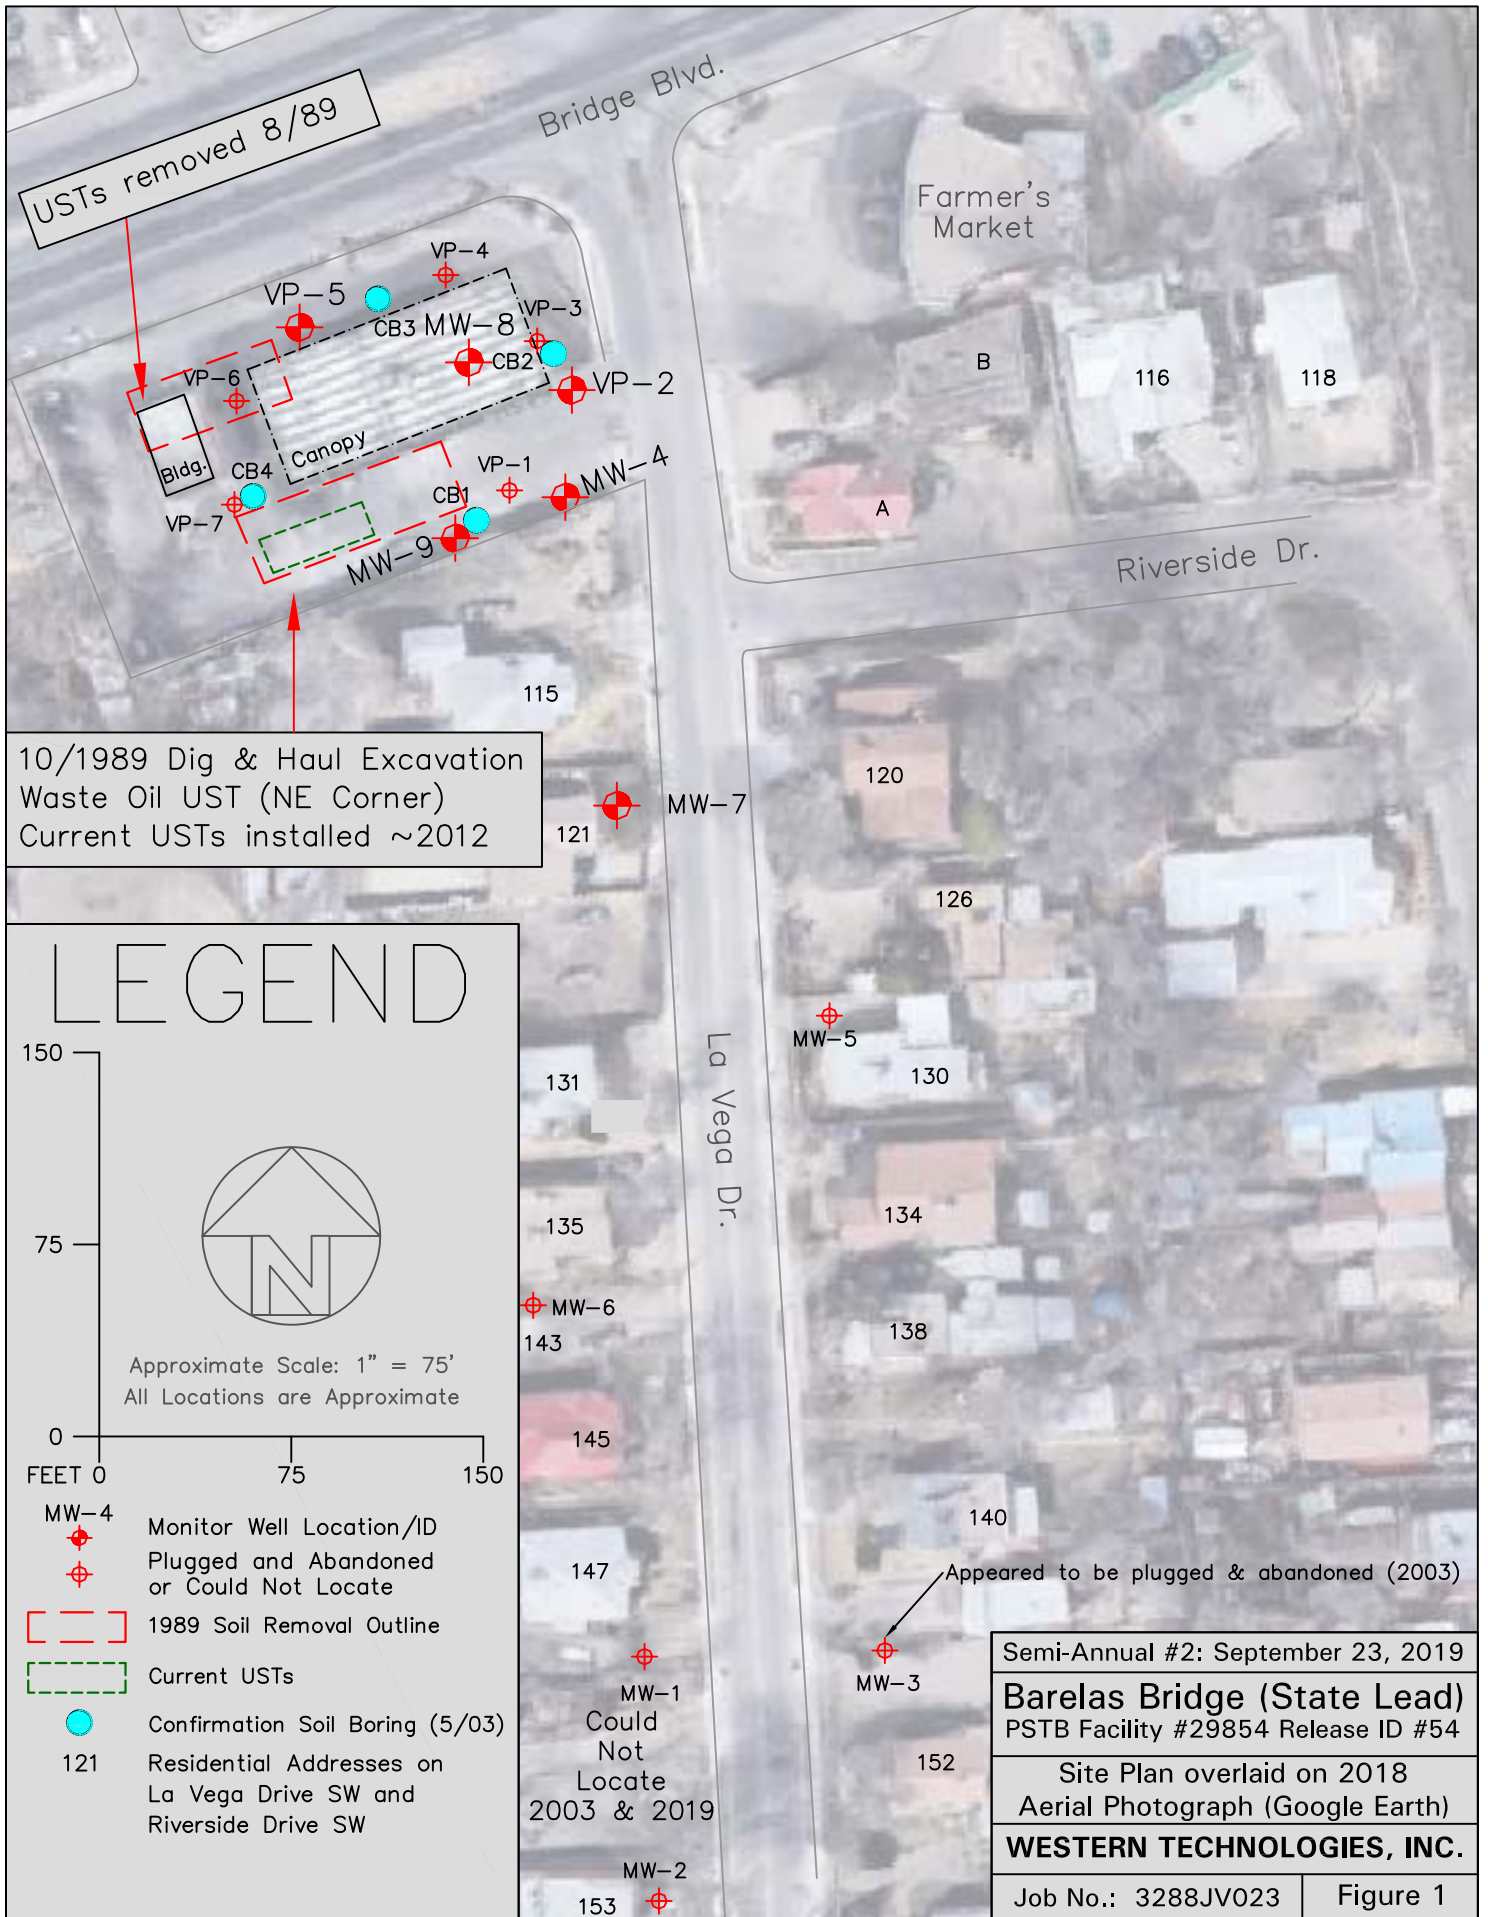 Bridge Blvd.
USTs removed 8/89
Farmer's
Market
VP-4
VP-5
CB3
MW-8
VP-3
CB2
VP-2
B
116
118
VP-6
Bldg.
Canopy
CB4
VP-7
CB1
VP-1
MW-4
MW-9
A
Riverside Dr.
115
10/1989 Dig & Haul Excavation
Waste Oil UST (NE Corner)
Current USTs installed ~2012
120
MW-7
121
126
MW-5
130
131
La Vega Dr.
134
135
MW-6
143
138
145
140
147
Appeared to be plugged & abandoned (2003)
MW-3
MW-1
Could
Not
Locate
2003 & 2019
152
MW-2
153
LEGEND
150
75
0
FEET 0 75 150
N
Approximate Scale: 1" = 75'
All Locations are Approximate
MW-4
Monitor Well Location/ID
Plugged and Abandoned
or Could Not Locate
1989 Soil Removal Outline
Current USTs
Confirmation Soil Boring (5/03)
121 Residential Addresses on
La Vega Drive SW and
Riverside Drive SW
Semi-Annual #2: September 23, 2019
Barelas Bridge (State Lead)
PSTB Facility #29854 Release ID #54
Site Plan overlaid on 2018
Aerial Photograph (Google Earth)
WESTERN TECHNOLOGIES, INC.
Job No.: 3288JV023
Figure 1